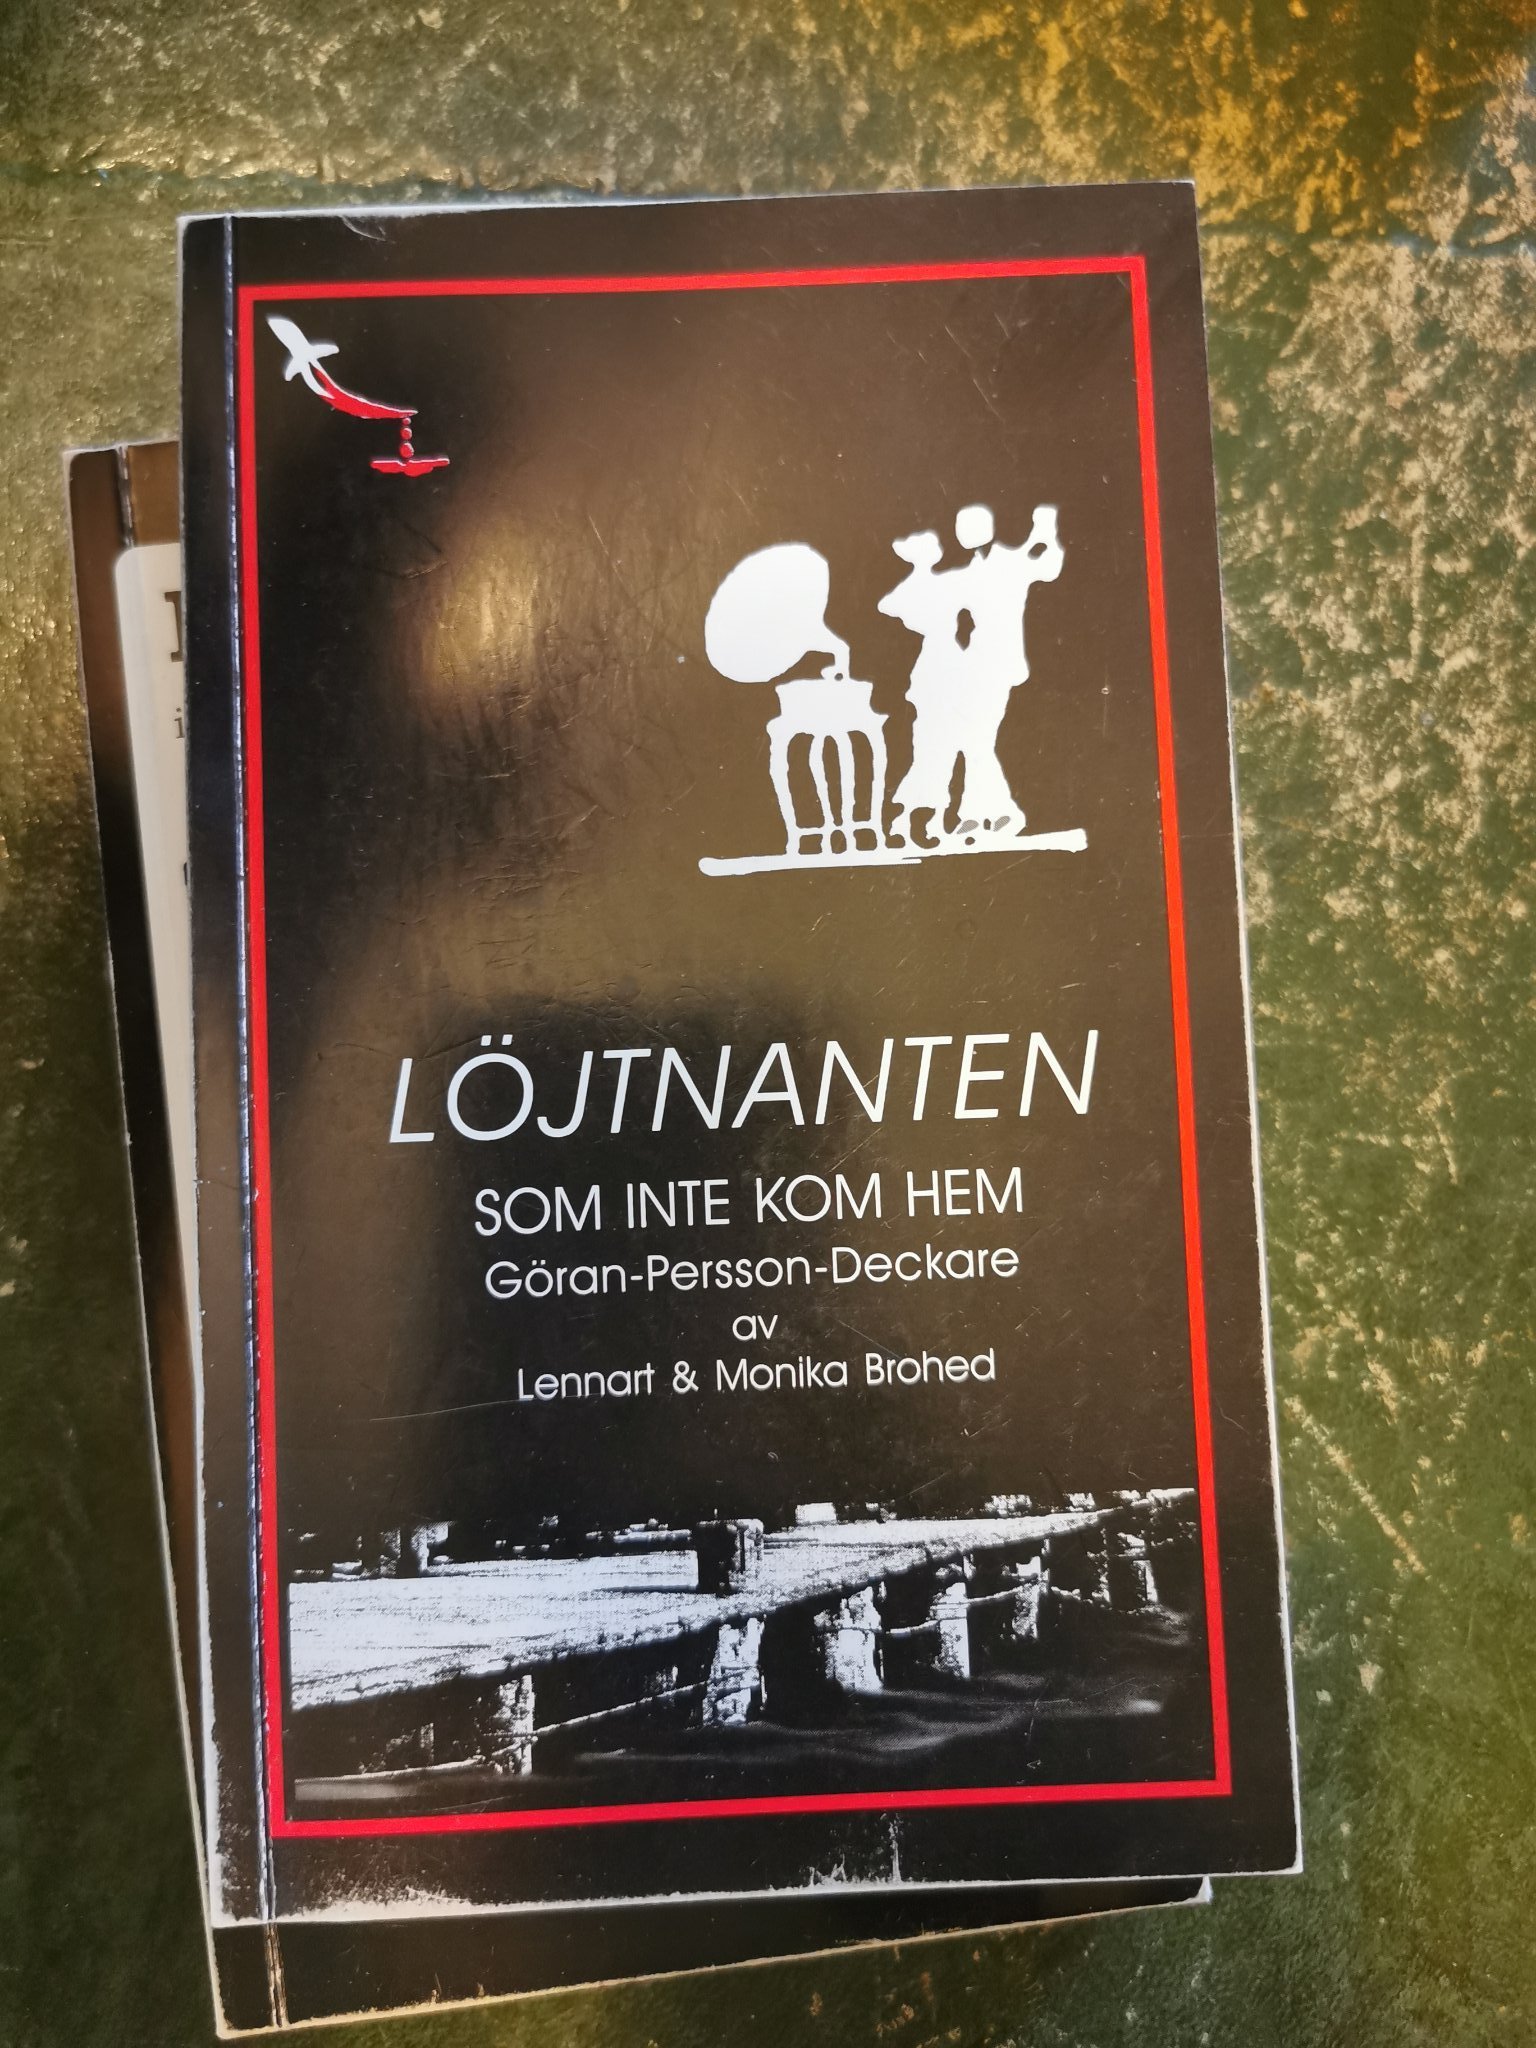 LÖJTNANTEN
SOM INTE KOM HEM
Göran-Persson-Deckare
av
Lennart & Monika Brohed